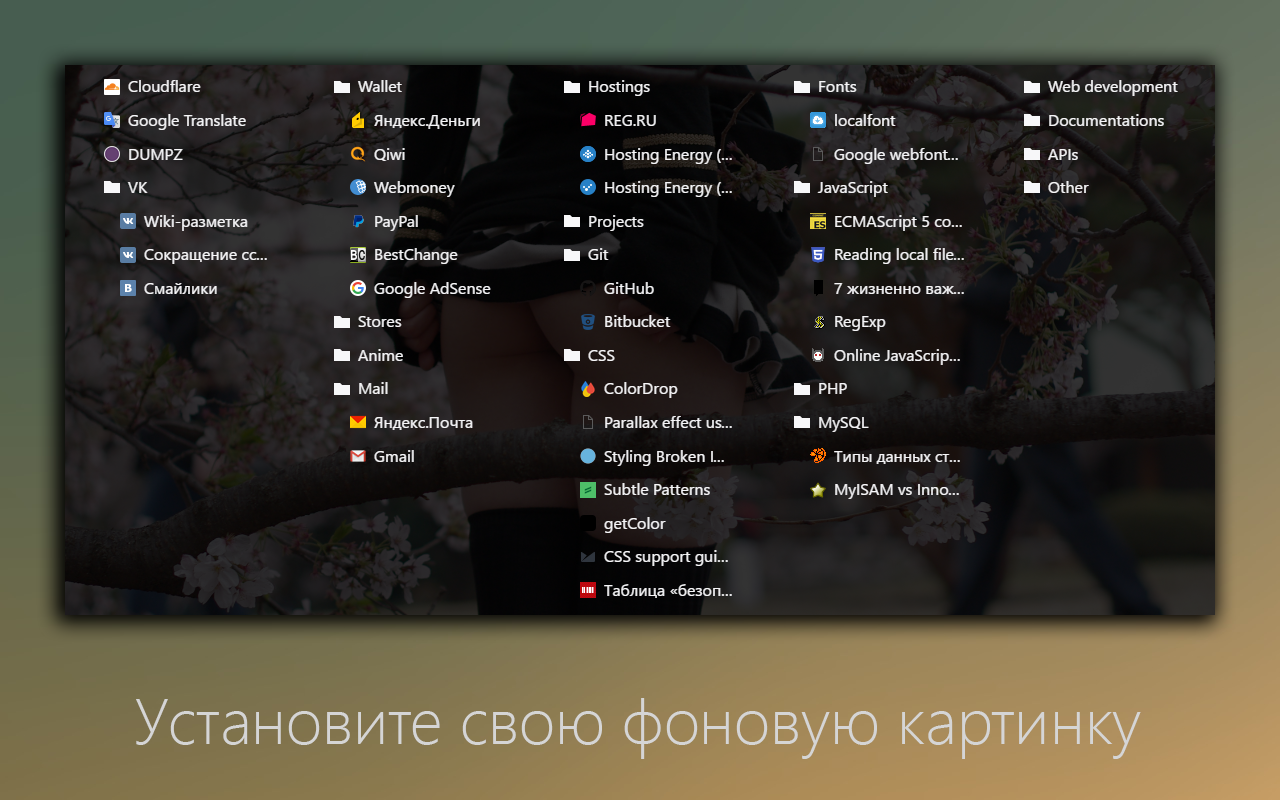 Cloudflare
Google Translate
DUMPZ
VK
Wiki-разметка
Сокращение сс...
Смайлики
Wallet
Яндекс.Деньги
Qiwi
Webmoney
PayPal
BestChange
Google AdSense
Stores
Anime
Mail
Яндекс.Почта
Gmail
Hostings
REG.RU
Hosting Energy (...
Hosting Energy (...
Projects
Git
GitHub
Bitbucket
CSS
ColorDrop
Parallax effect us...
Styling Broken I...
Subtle Patterns
getColor
CSS support gui...
Таблица «безоп...
Fonts
localfont
Google webfont...
JavaScript
ECMAScript 5 со...
Reading local file...
7 жизненно важ...
RegExp
Online JavaScrip...
PHP
MySQL
Типы данных ст...
MyISAM vs Inno...
Web development
Documentations
APIs
Other
Установите свою фоновую картинку